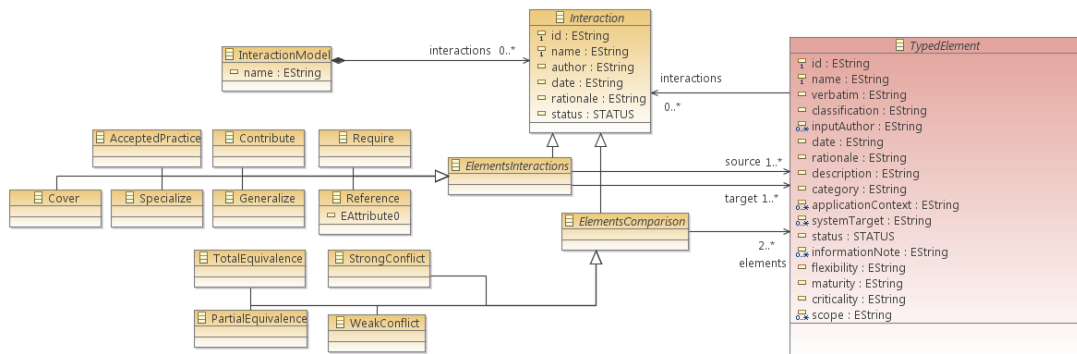 Interaction
id : EString
name : EString
author : EString
date : EString
rationale : EString
status : STATUS
InteractionModel
name : EString
interactions 0..*
TypedElement
id : EString
name : EString
verbatim : EString
classification : EString
inputAuthor : EString
date : EString
rationale : EString
description : EString
category : EString
applicationContext : EString
systemTarget : EString
status : STATUS
informationNote : EString
flexibility : EString
maturity : EString
criticality : EString
scope : EString
interactions
0..*
AcceptedPractice
Contribute
Require
ElementsInteractions
source 1..*
target 1..*
Cover
Specialize
Generalize
Reference
EAttribute0
ElementsComparison
2..*
elements
TotalEquivalence
StrongConflict
PartialEquivalence
WeakConflict